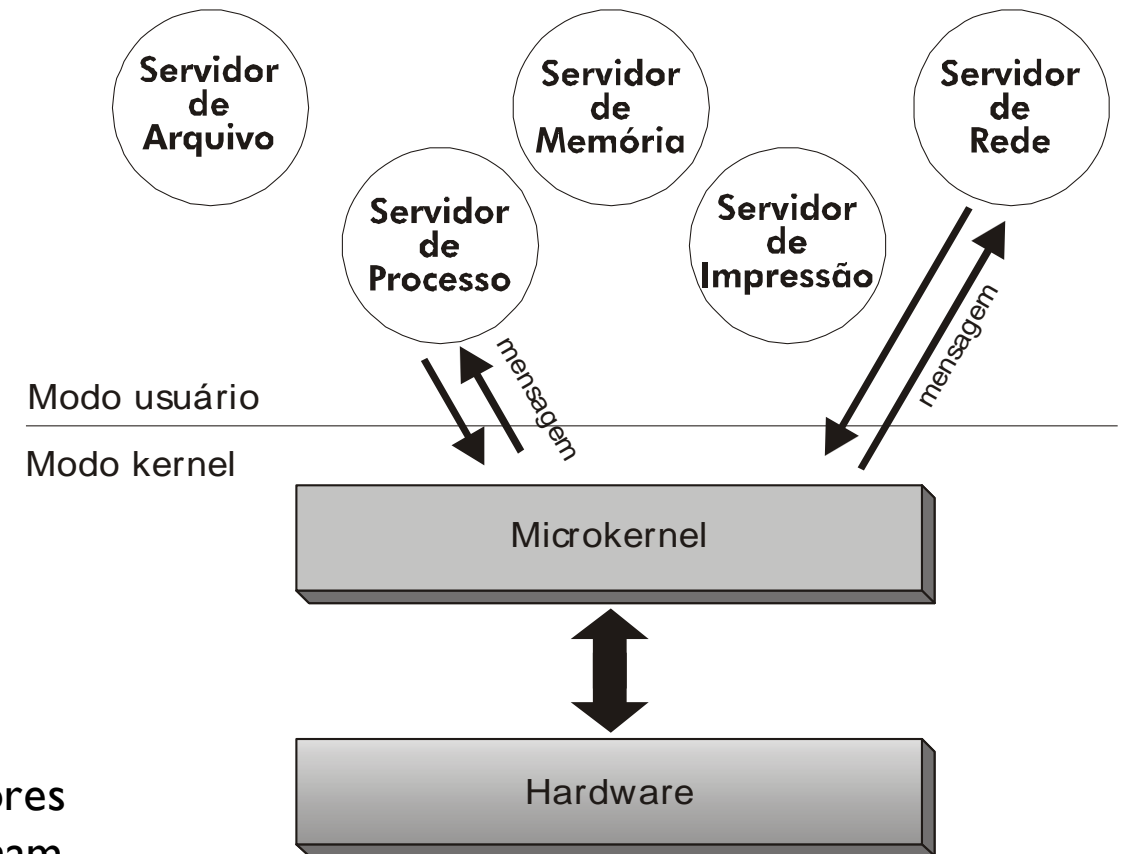 Servidor
de
Arquivo
Servidor
de
Memória
Servidor
de
Rede
Servidor
de
Processo
Servidor
de
Impressão
mensagem
mensagem
Modo usuário
Modo kernel
Microkernel
Hardware